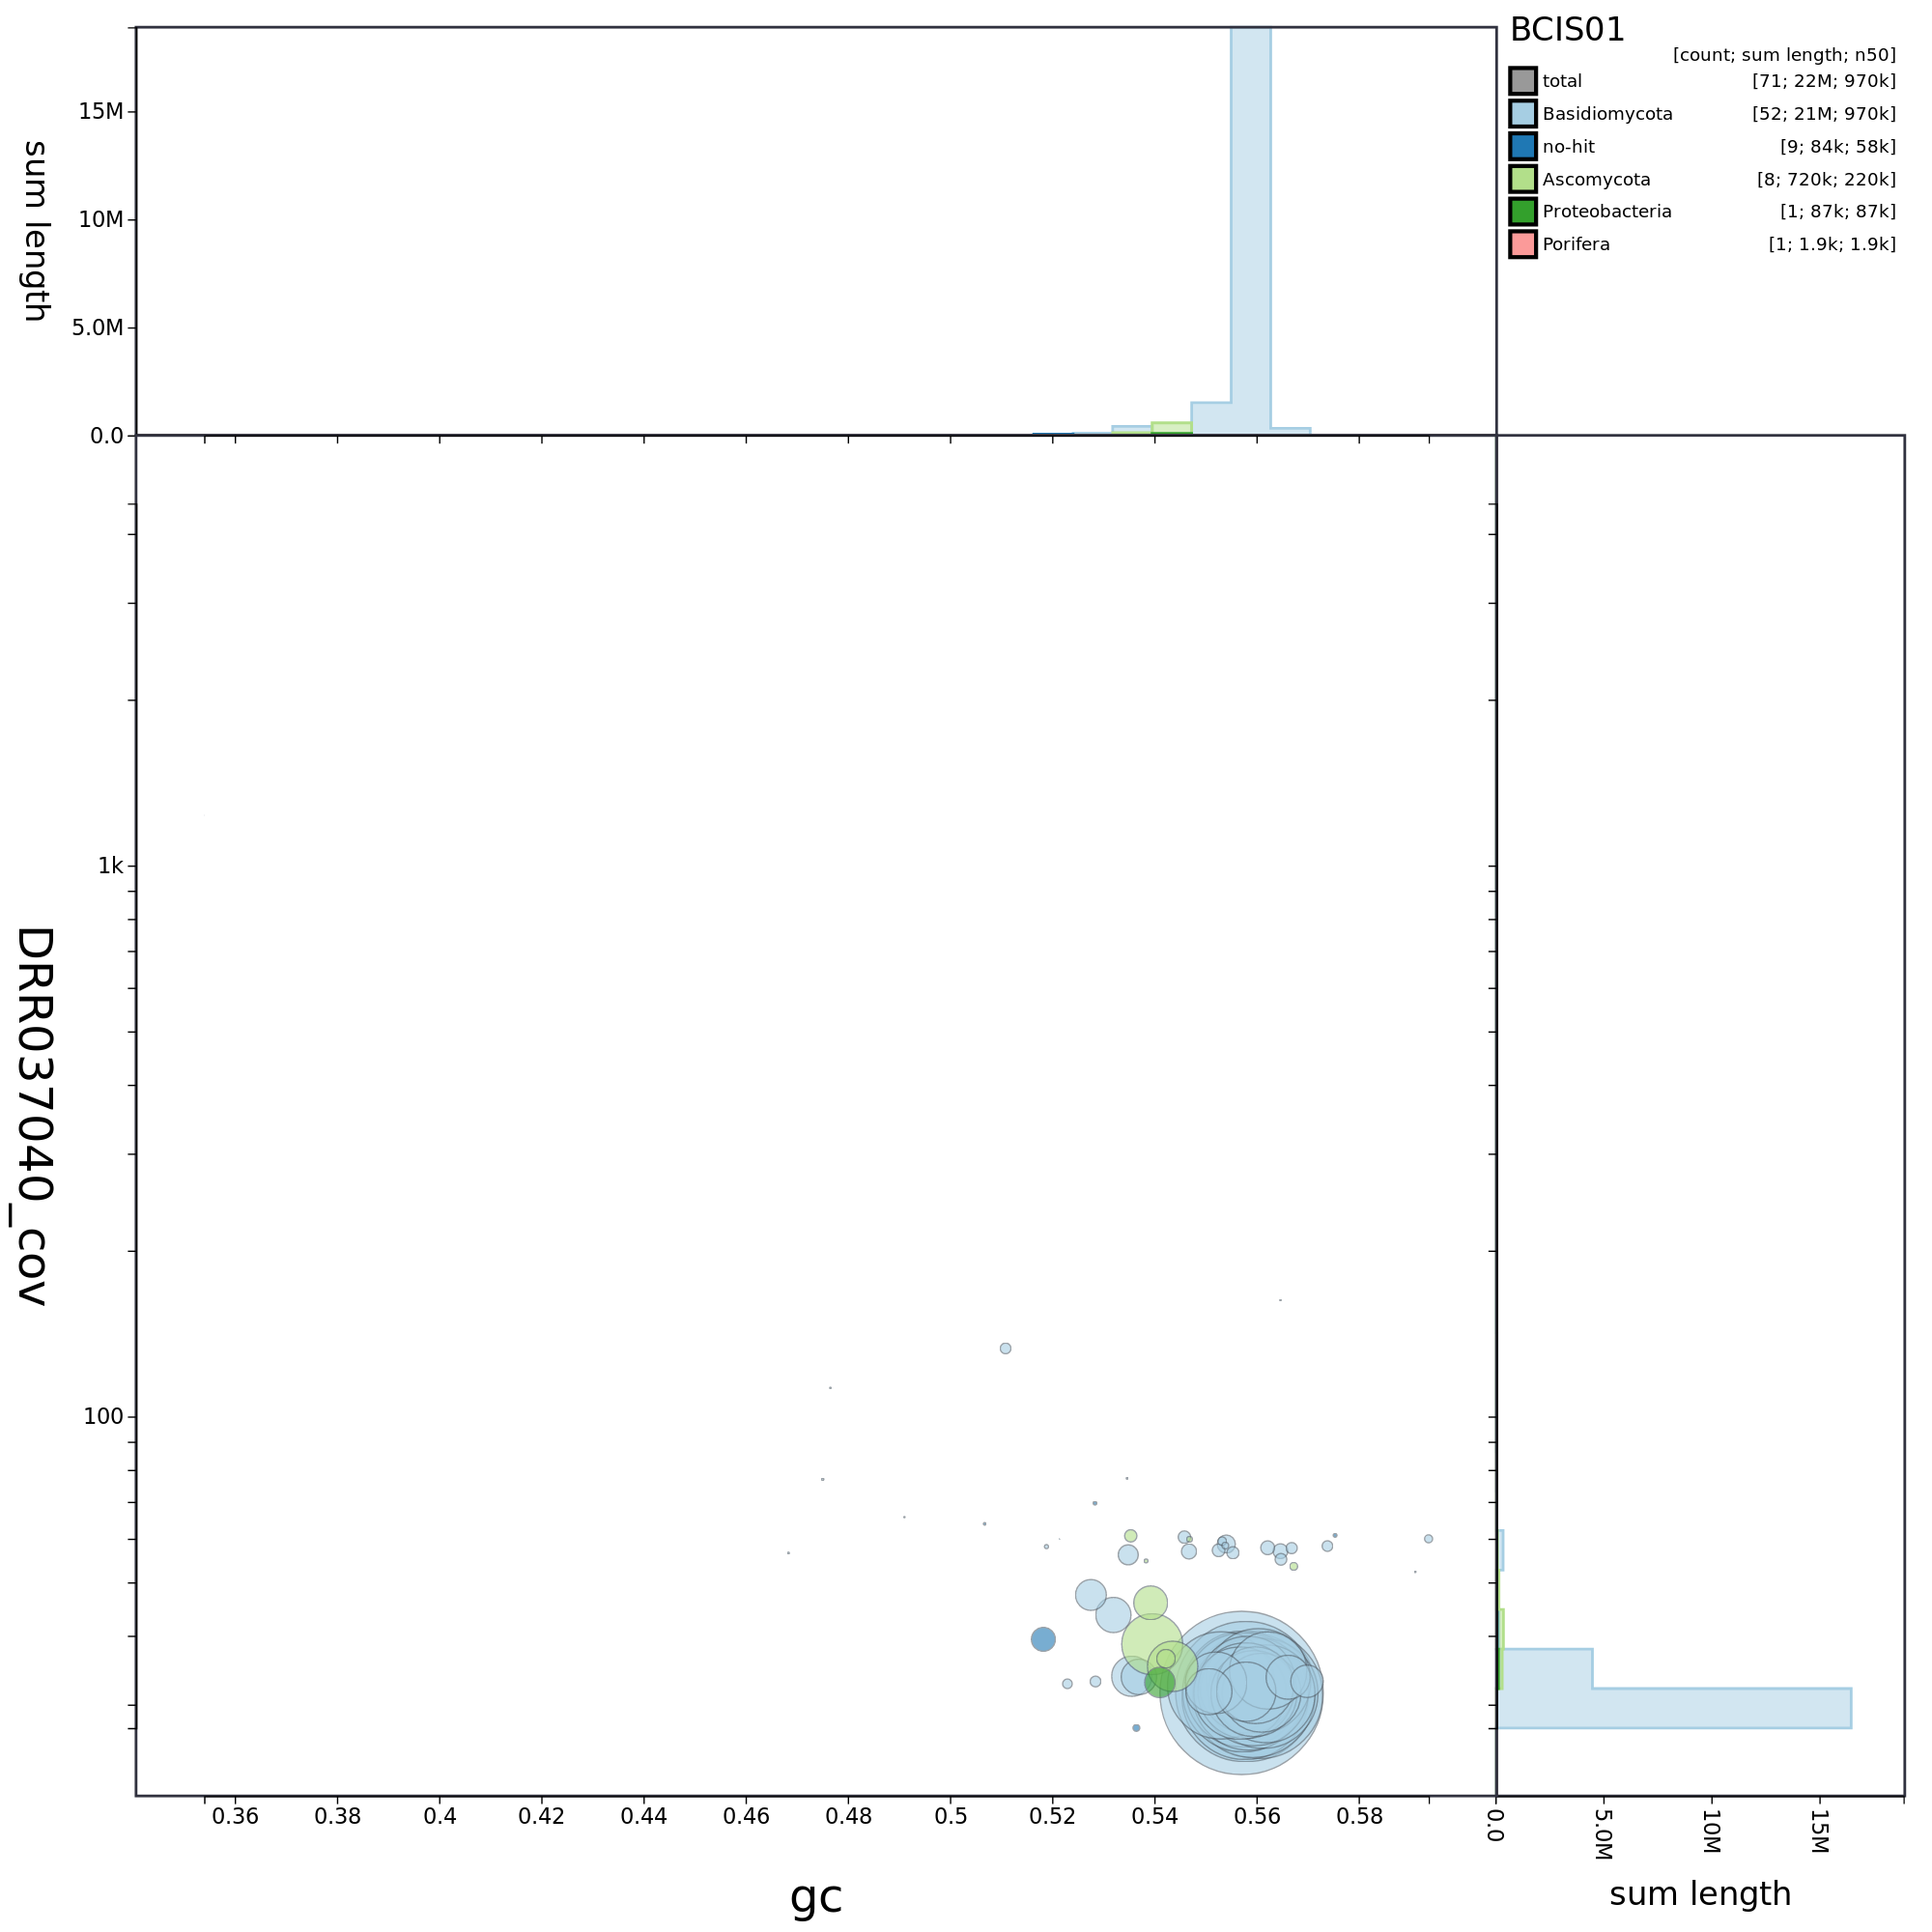 BCIS01
[count; sum length; n50]
total [71; 22M; 970k]
Basidiomycota [52; 21M; 970k]
no-hit [9; 84k; 58k]
Ascomycota [8; 720k; 220k]
Proteobacteria [1; 87k; 87k]
Porifera [1; 1.9k; 1.9k]
sum length
15M
10M
5.0M
0.0
DRR037040_cov
1k
100
0.36 0.38 0.4 0.42 0.44 0.46 0.48 0.5 0.52 0.54 0.56 0.58
gc
0.0 5.0M 10M 15M
sum length